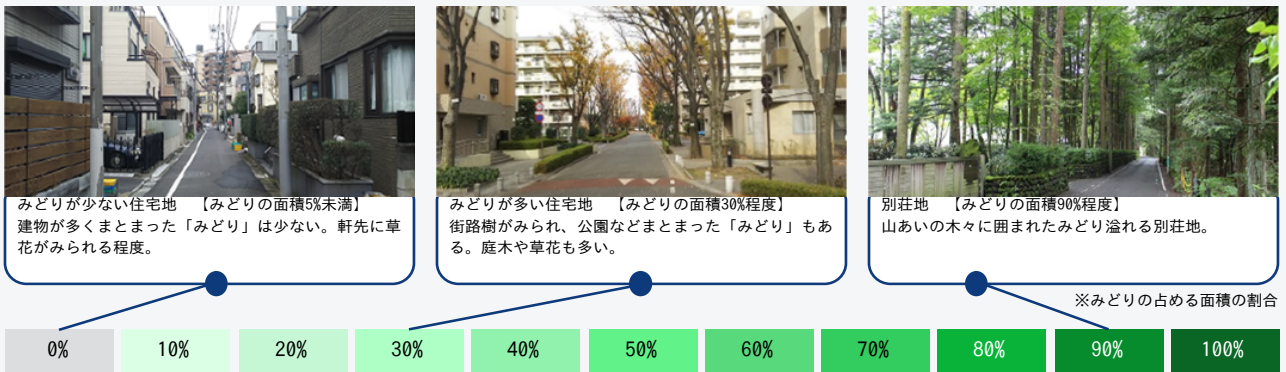 みどりが少ない住宅地　【みどりの面積5%未満】
建物が多くまとまった「みどり」は少ない。軒先に草
花がみられる程度。
みどりが多い住宅地　【みどりの面積30%程度】
街路樹がみられ、公園などまとまった「みどり」もあ
る。庭木や草花も多い。
別荘地　【みどりの面積90%程度】
山あいの木々に囲まれたみどり溢れる別荘地。
※みどりの占める面積の割合
0%
10%
20%
30%
40%
50%
60%
70%
80%
90%
100%